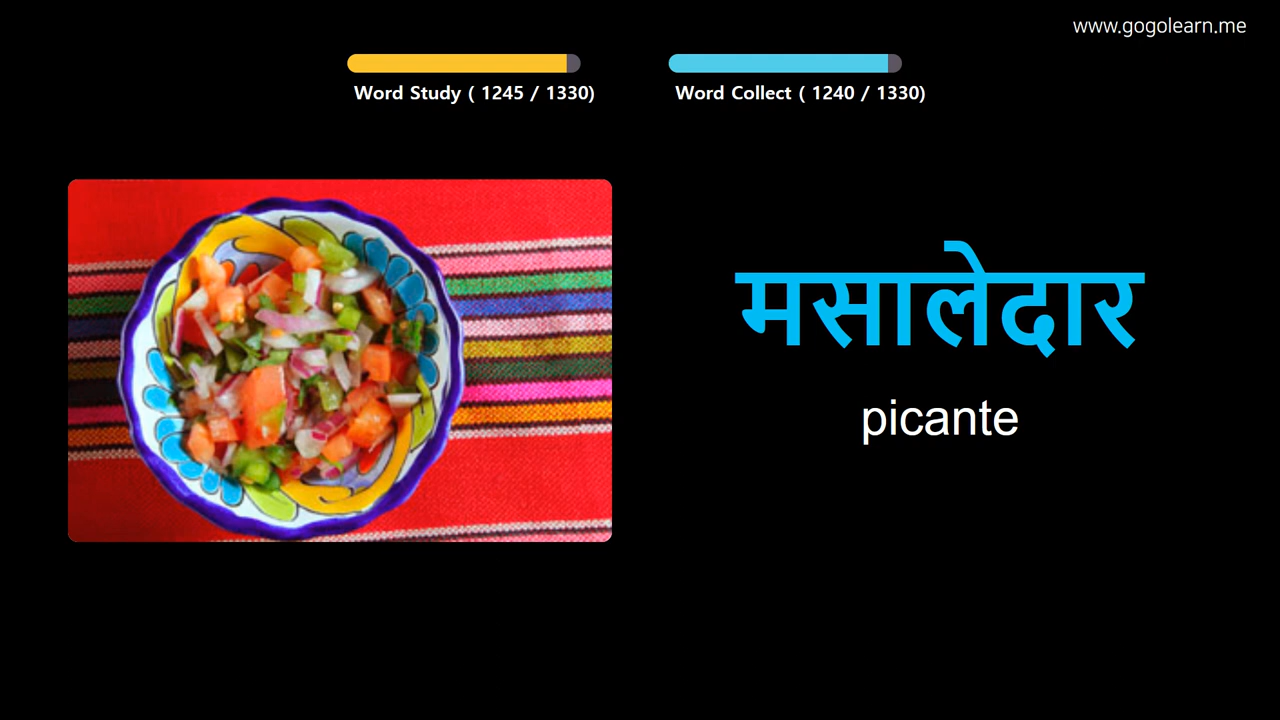 www.gogolearn.me
Word Study ( 1245 / 1330)
Word Collect ( 1240 / 1330)
मसालेदार
picante